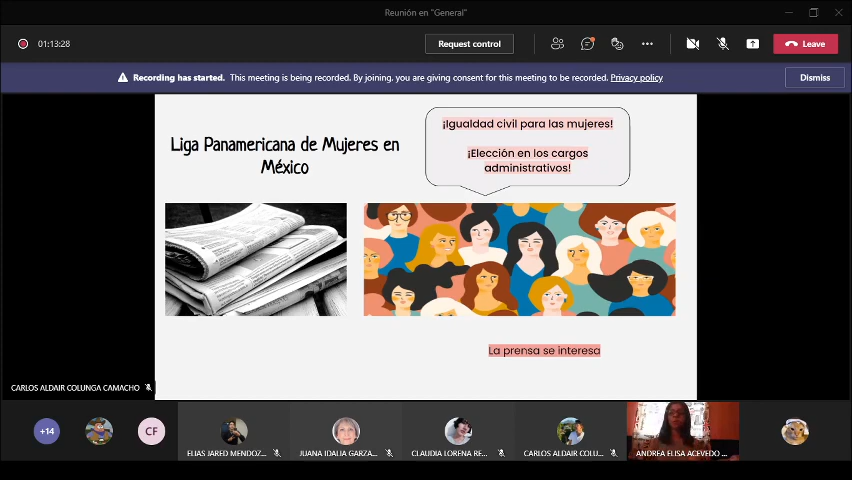 Reunión en "General"
01:13:28
Request control
Leave
Recording has started. This meeting is being recorded. By joining, you are giving consent for this meeting to be recorded. Privacy policy
Dismiss
Liga Panamericana de Mujeres en
México
¡Igualdad civil para las mujeres!
¡Elección en los cargos
administrativos!
La prensa se interesa
CARLOS ALDAIR COLUNGA CAMACHO
+14
CF
ELIAS JARED MENDOZ...
JUANA IDALIA GARZA...
CLAUDIA LORENA RE...
CARLOS ALDAIR COLU...
ANDREA ELISA ACEVEDO ...